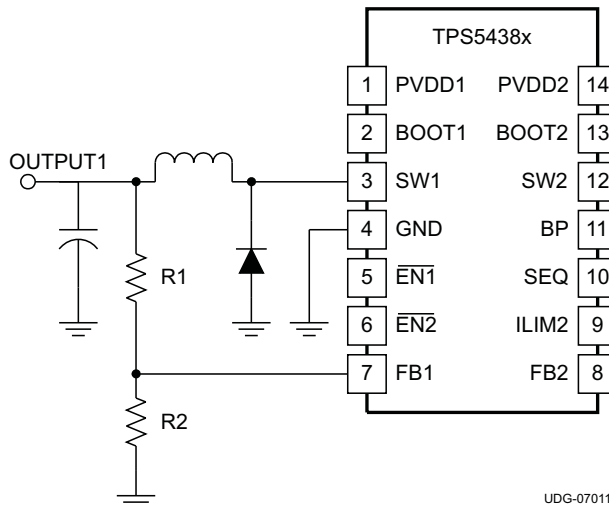 TPS5438x
1 PVDD1 PVDD2 14
2 BOOT1 BOOT2 13
OUTPUT1
3 SW1 SW2 12
4 GND BP 11
R1
5 EN1 SEQ 10
6 EN2 ILIM2 9
7 FB1 FB2 8
R2
UDG-07011